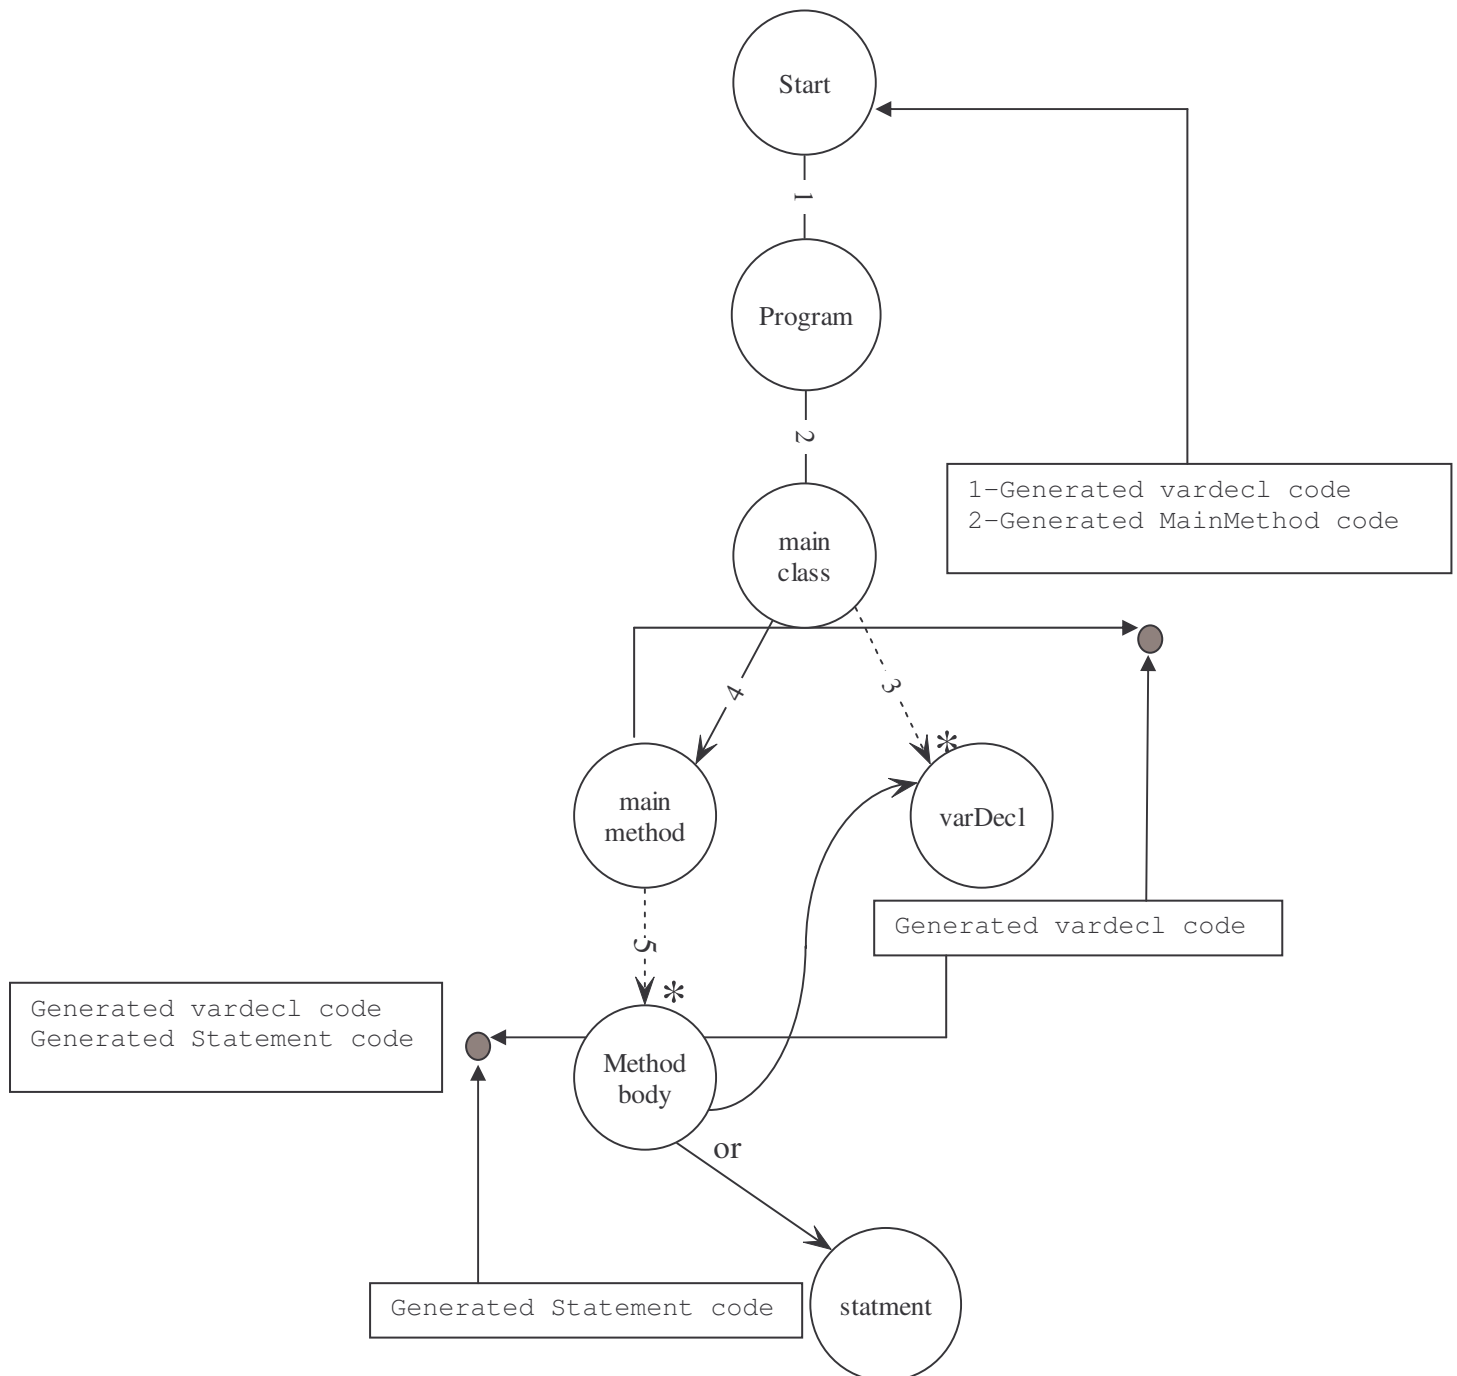 Start
1
Program
2
1-Generated vardecl code
2-Generated MainMethod code
main
class
4
3
*
main
method
varDecl
Generated vardecl code
5
*
Generated vardecl code
Generated Statement code
Method
body
or
Generated Statement code
statment